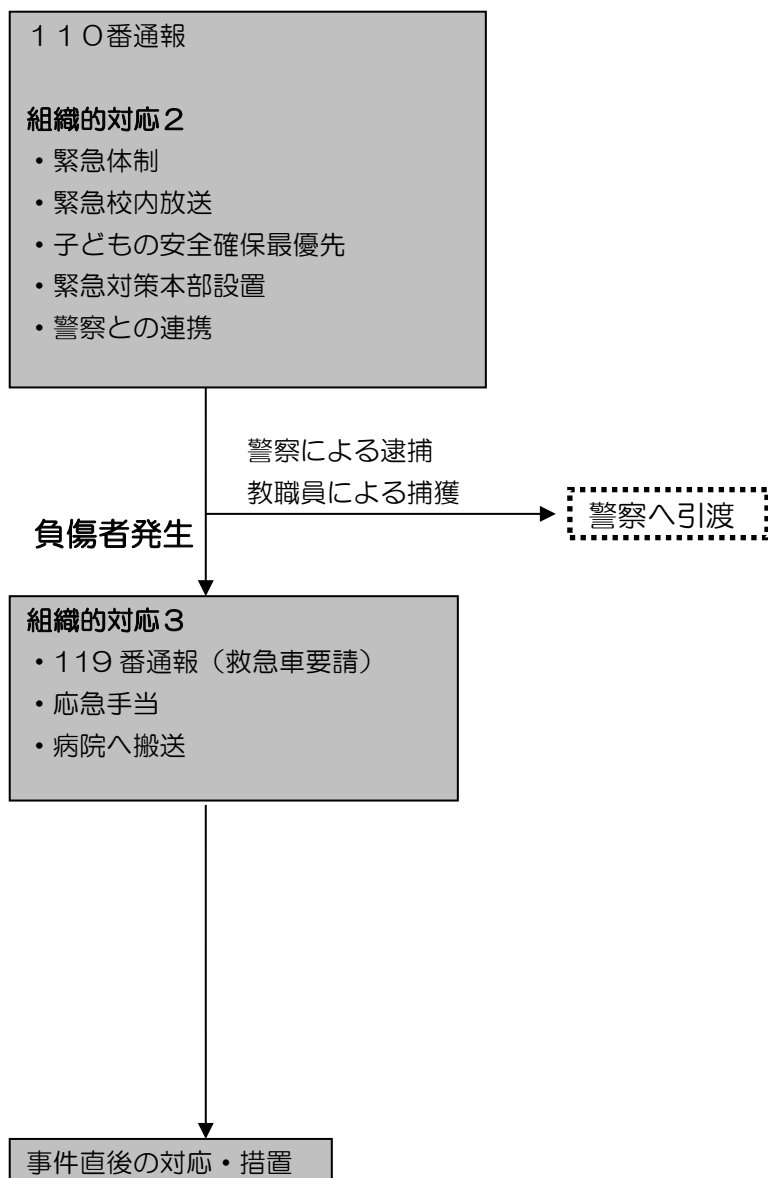 １１０番通報
組織的対応２
・緊急体制
・緊急校内放送
・子どもの安全確保最優先
・緊急対策本部設置
・警察との連携
警察による逮捕
教職員による捕獲
警察へ引渡
負傷者発生
組織的対応３
・119 番通報（救急車要請）
・応急手当
・病院へ搬送
事件直後の対応・措置